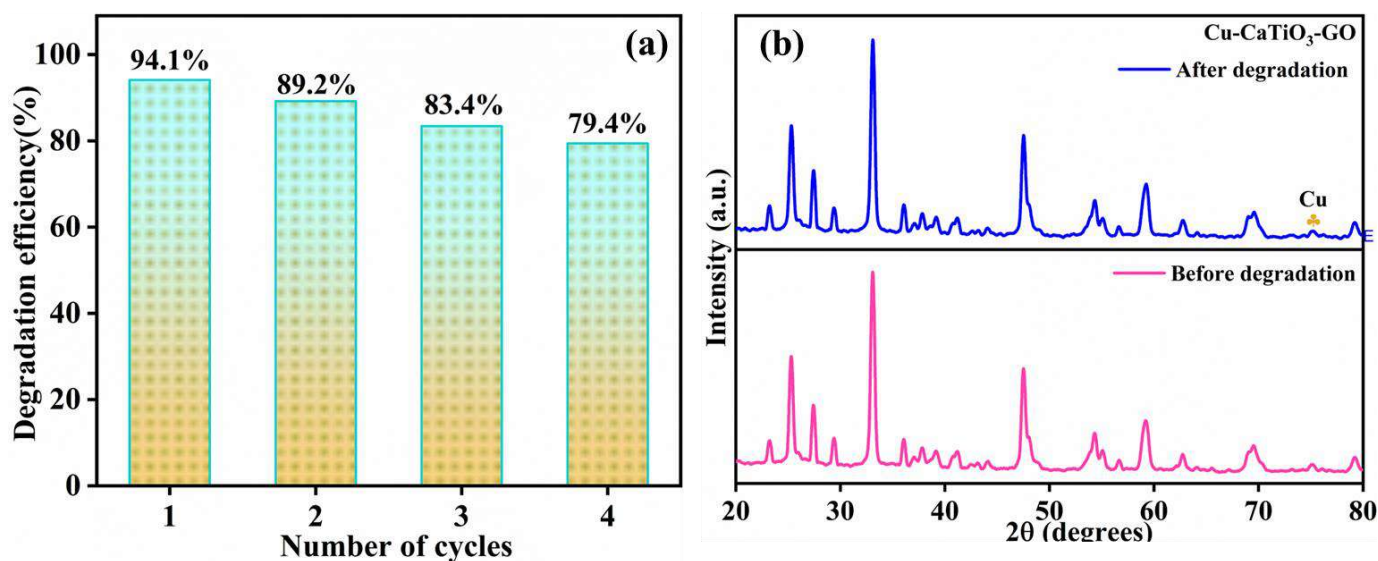 (a)
100
94.1%
89.2%
83.4%
79.4%
80
60
40
20
0
1 2 3 4
Degradation efficiency(%)
Number of cycles
(b)
Cu-CaTiO₃-GO
After degradation
Cu
E
Before degradation
Intensity (a.u.)
20 30 40 50 60 70 80
2θ (degrees)